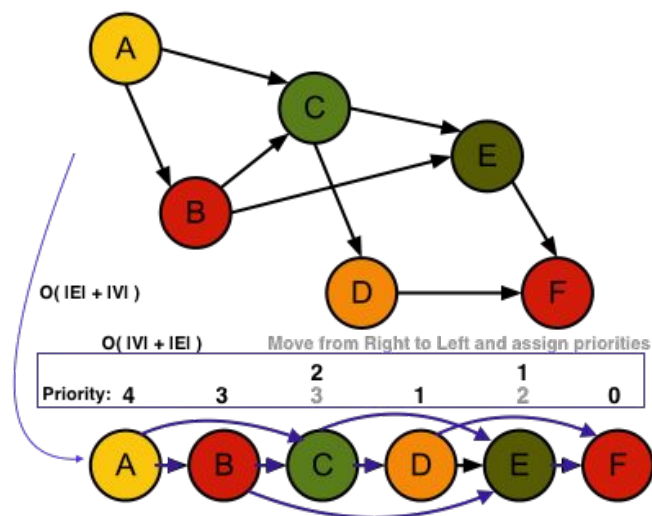 A
C
E
B
D
F
O( |E| + |V| )
O( |V| + |E| )
Move from Right to Left and assign priorities
2 1
Priority: 4 3 3 1 2 0
A B C D E F